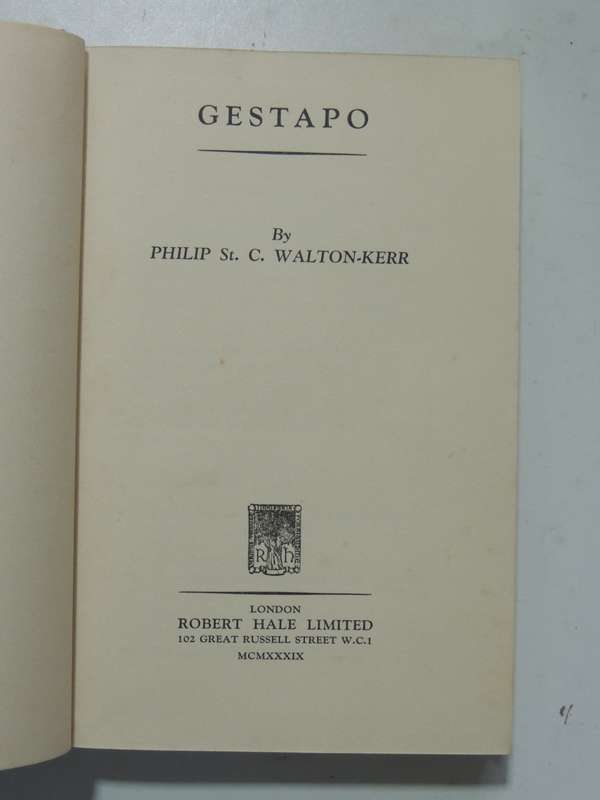 GESTAPO
By
PHILIP St. C. WALTON-KERR
R H
LONDON
ROBERT HALE LIMITED
102 GREAT RUSSELL STREET W.C.1
MCMXXXIX